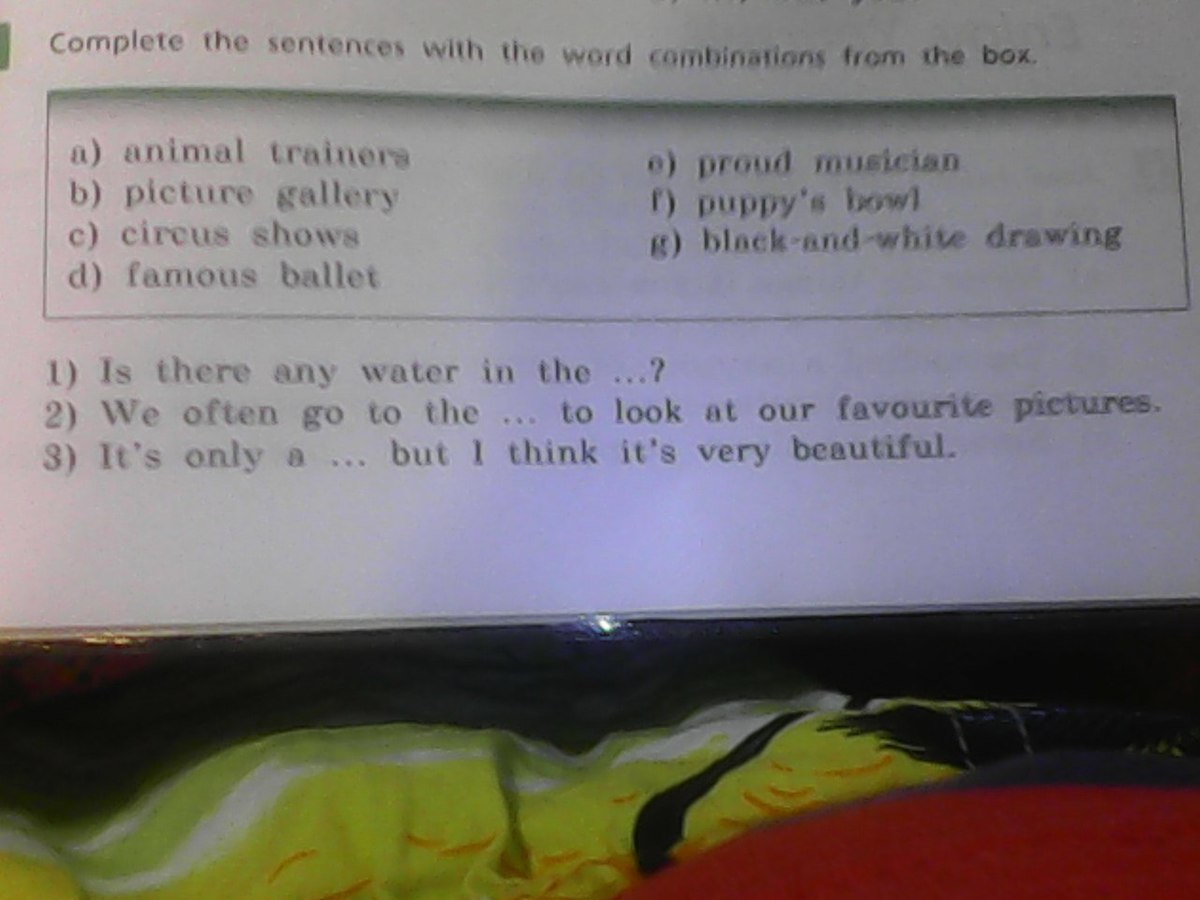 Complete the sentences with the word combinations from the box.
a) animal trainers
b) picture gallery
c) circus shows
d) famous ballet
e) proud musician
f) puppy's bowl
g) black-and-white drawing
1) Is there any water in the ...?
2) We often go to the ... to look at our favourite pictures.
3) It's only a ... but I think it's very beautiful.